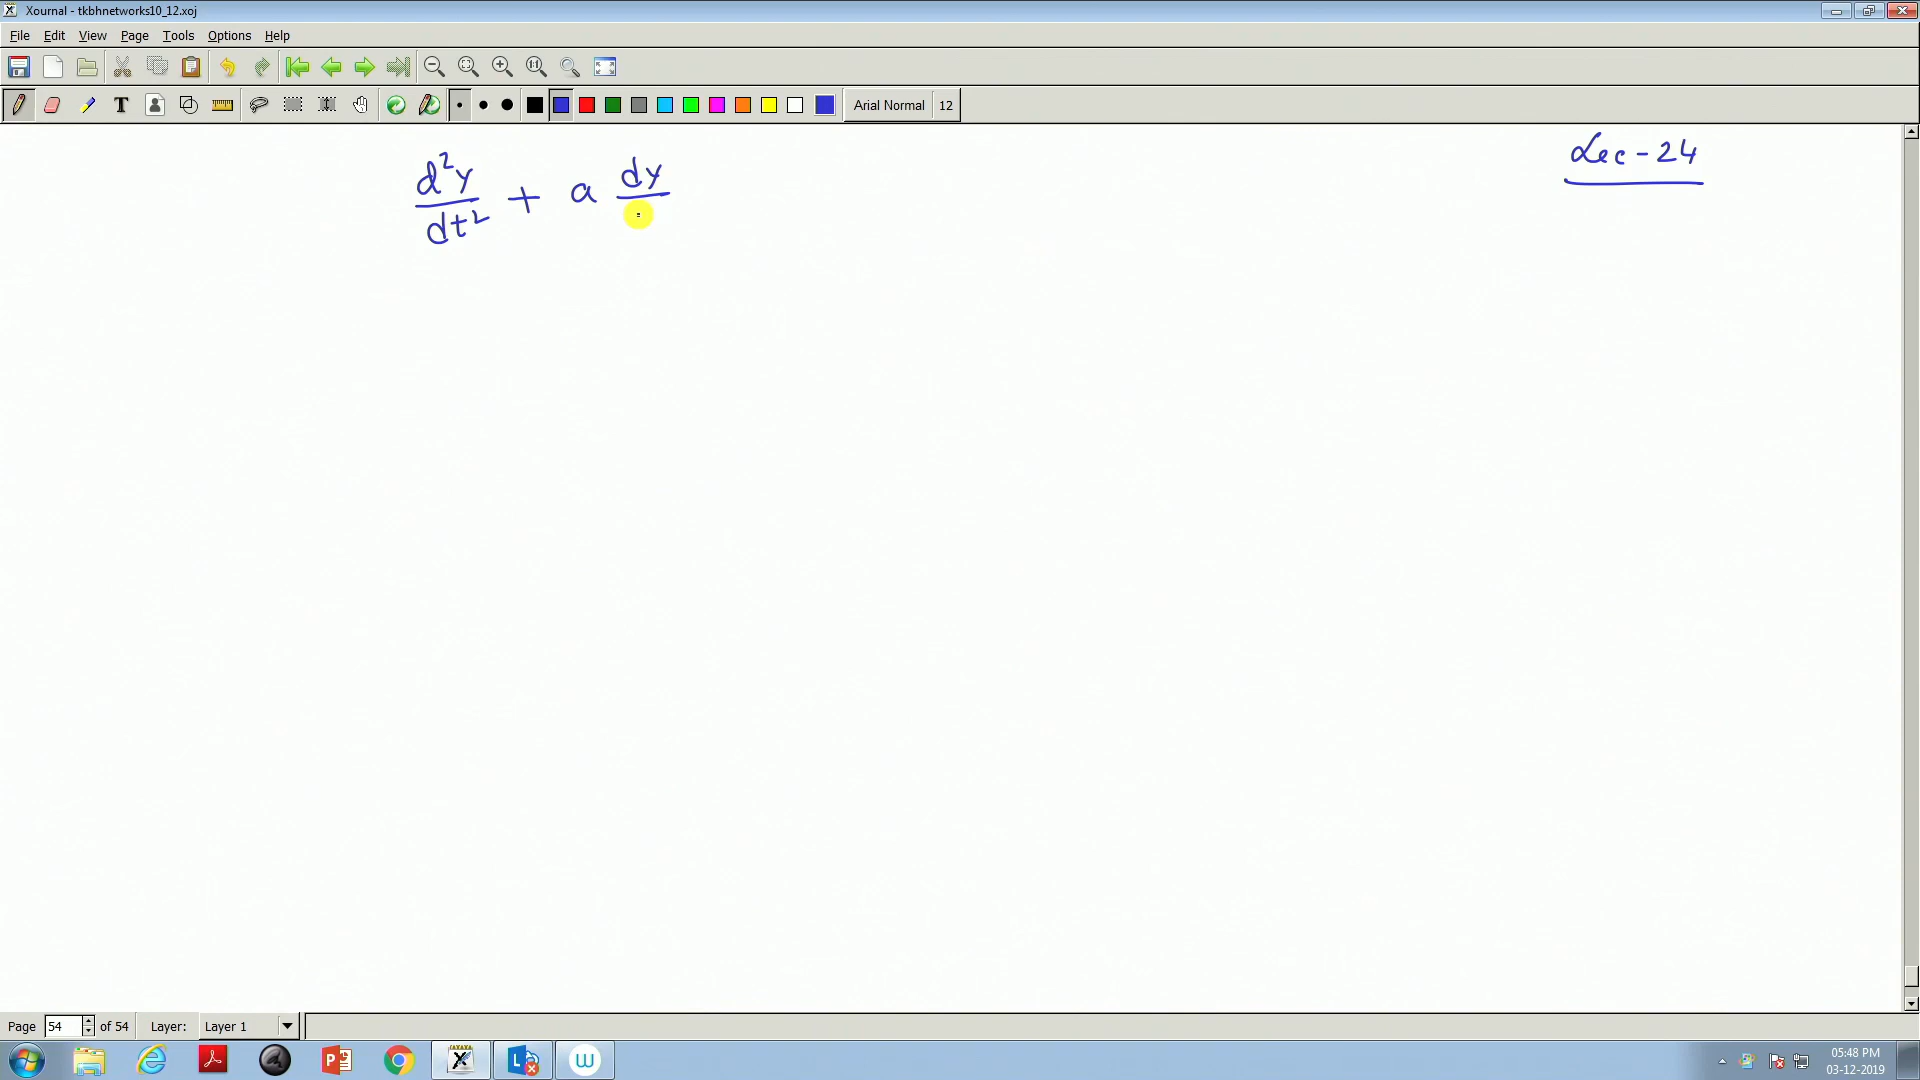 Xournal - tkbhnetworks10_12.xoj
File Edit View Page Tools Options Help
Arial Normal 12
Lec - 24
d²y/dt² + a dy/
Page 54 of 54 Layer: Layer 1
05:48 PM
03-12-2019